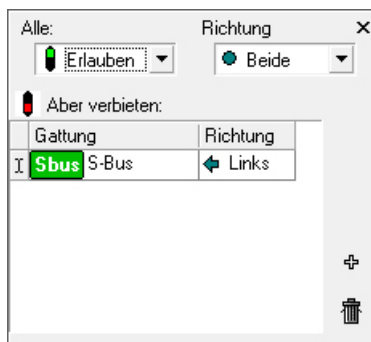 Alle: Richtung
Erlauben Beide
Aber verbieten:
Gattung Richtung
Sbus S-Bus Links